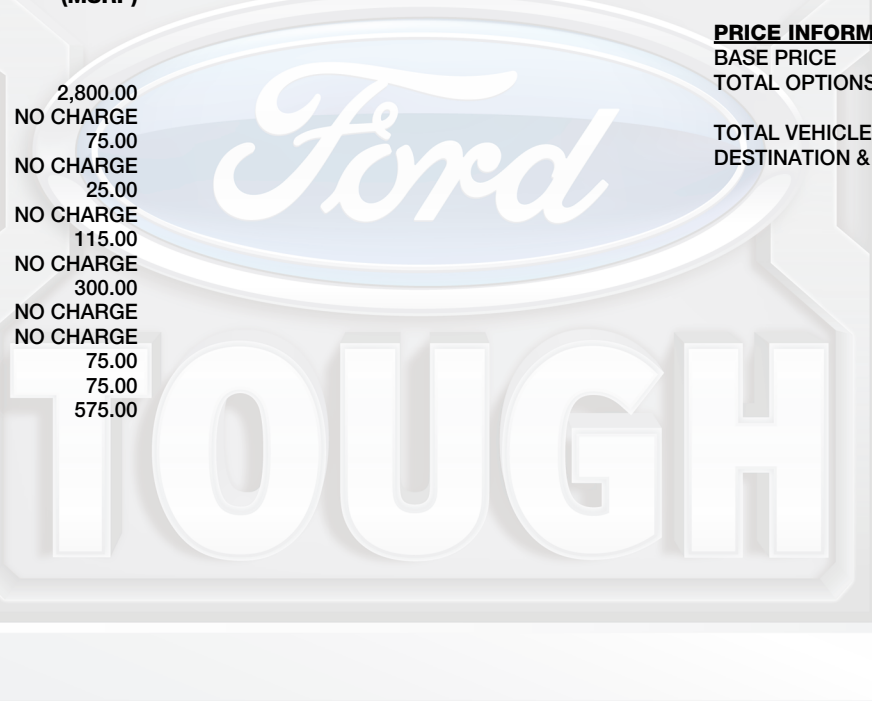 (MSRP)
2,800.00
NO CHARGE
75.00
NO CHARGE
25.00
NO CHARGE
115.00
NO CHARGE
300.00
NO CHARGE
NO CHARGE
75.00
75.00
575.00
PRICE INFORM
BASE PRICE
TOTAL OPTIONS
TOTAL VEHICLE
DESTINATION &
Ford
TOUGH